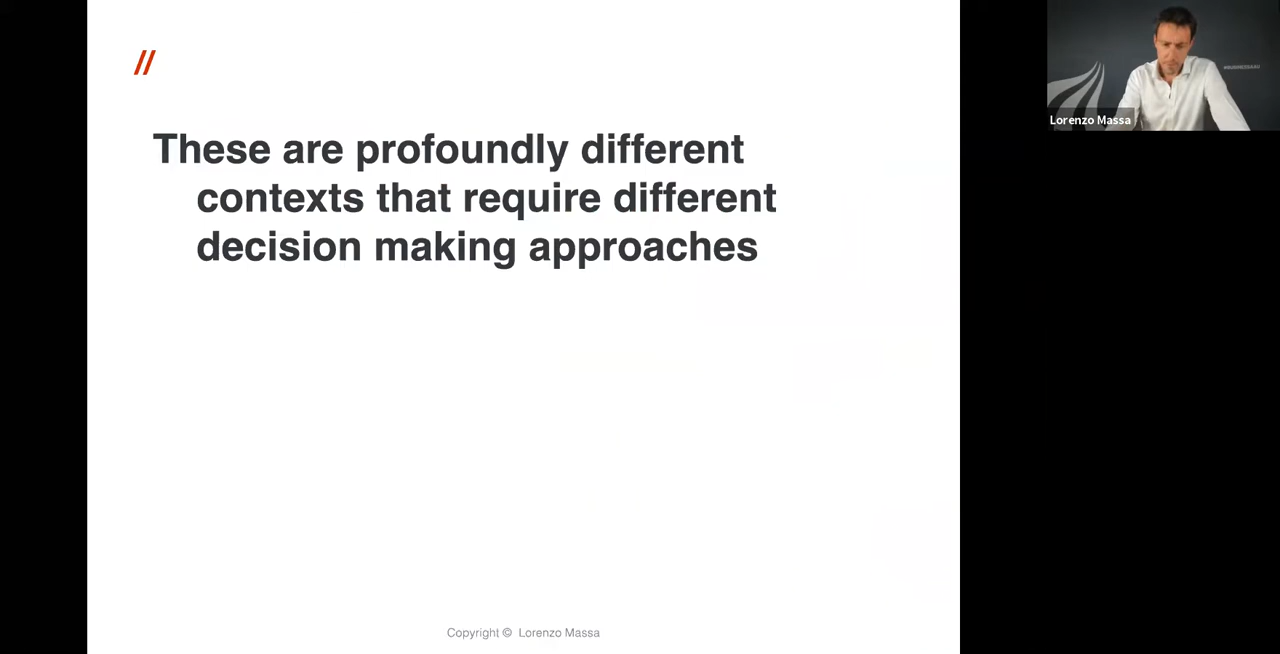 //
These are profoundly different
contexts that require different
decision making approaches
Copyright © Lorenzo Massa
Lorenzo Massa